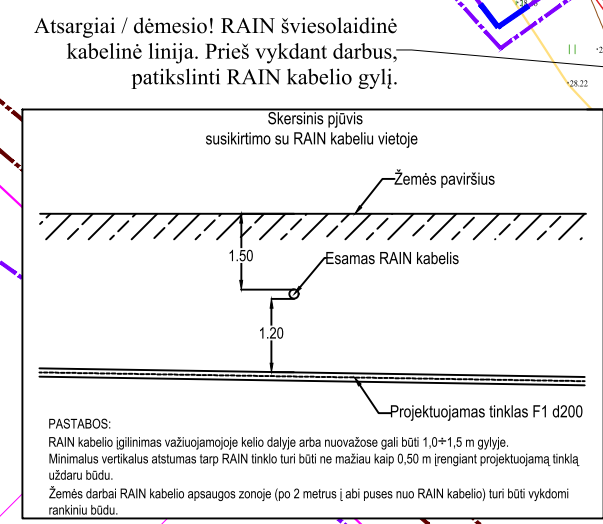 Atsargiai / dėmesio! RAIN šviesolaidinė
kabelinė linija. Prieš vykdant darbus,
patikslinti RAIN kabelio gylį.
28.22
Skersinis pjūvis
susikirtimo su RAIN kabeliu vietoje
Žemės paviršius
1.50
Esamas RAIN kabelis
1.20
Projektuojamas tinklas F1 d200
PASTABOS:
RAIN kabelio įgilinimas važiuojamojoje kelio dalyje arba nuovažose gali būti 1,0÷1,5 m gylyje.
Minimalus vertikalus atstumas tarp RAIN tinklo turi būti ne mažiau kaip 0,50 m įrengiant projektuojamą tinklą
uždaru būdu.
Žemės darbai RAIN kabelio apsaugos zonoje (po 2 metrus į abi puses nuo RAIN kabelio) turi būti vykdomi
rankiniu būdu.